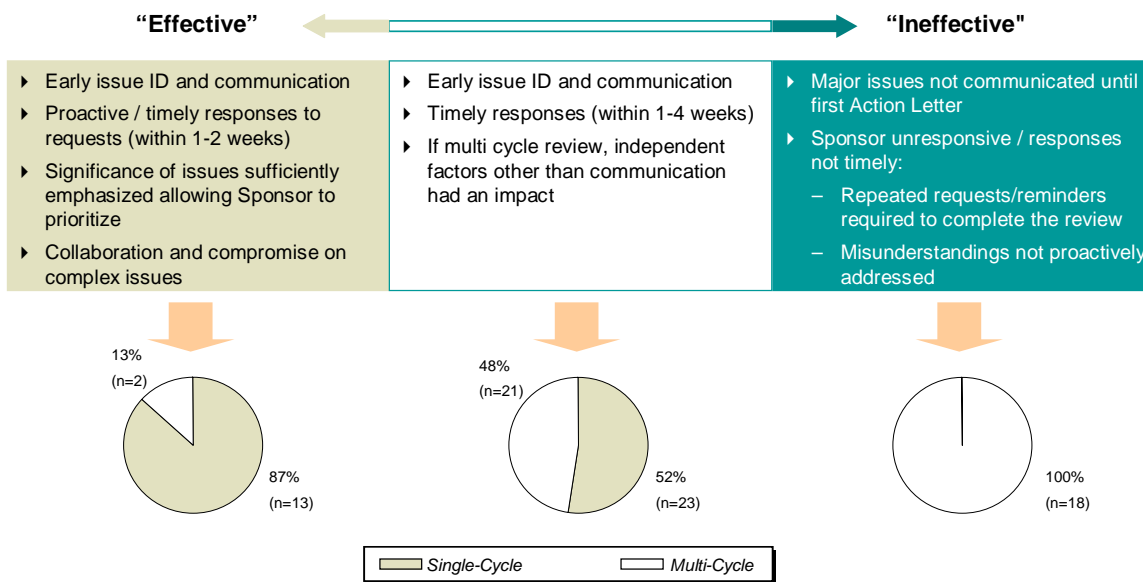 “Effective”
“Ineffective"
Early issue ID and communication
Proactive / timely responses to
requests (within 1-2 weeks)
Significance of issues sufficiently
emphasized allowing Sponsor to
prioritize
Collaboration and compromise on
complex issues
Early issue ID and communication
Timely responses (within 1-4 weeks)
If multi cycle review, independent
factors other than communication
had an impact
Major issues not communicated until
first Action Letter
Sponsor unresponsive / responses
not timely:
– Repeated requests/reminders
required to complete the review
– Misunderstandings not proactively
addressed
13%
(n=2)
87%
(n=13)
48%
(n=21)
52%
(n=23)
100%
(n=18)
Single-Cycle
Multi-Cycle